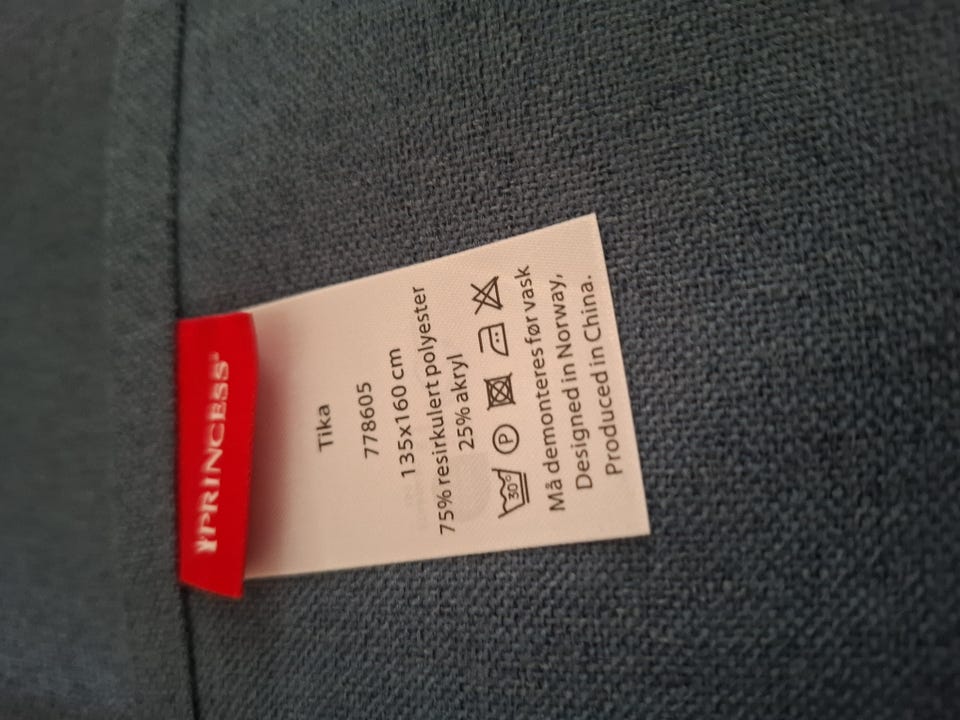 PRINCESS
Tika
778605
135x160 cm
75% resirkulert polyester
25% akryl
30° P
Må demonteres før vask
Designed in Norway,
Produced in China.